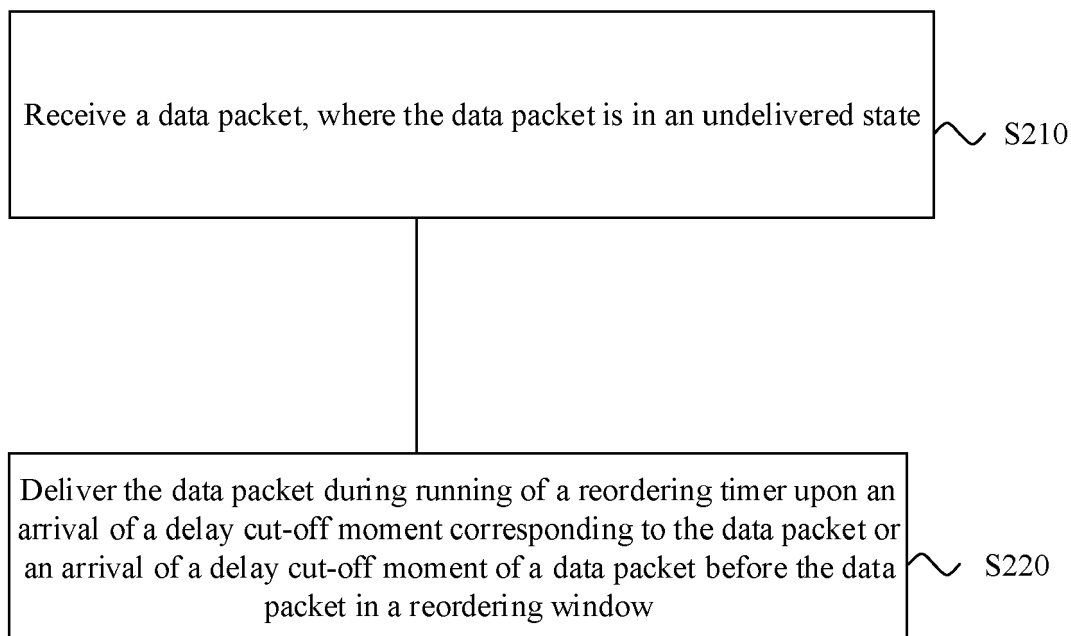 Receive a data packet, where the data packet is in an undelivered state
S210
Deliver the data packet during running of a reordering timer upon an
arrival of a delay cut-off moment corresponding to the data packet or
an arrival of a delay cut-off moment of a data packet before the data
packet in a reordering window
S220